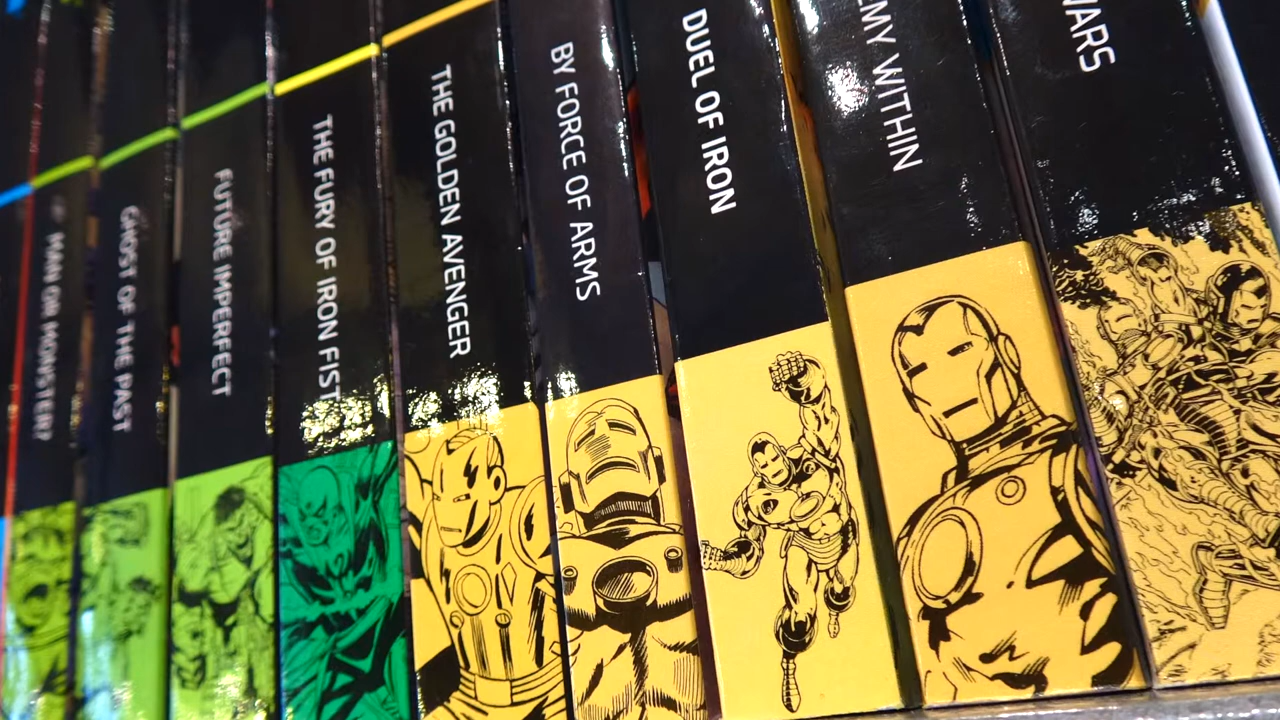 MAN OR MONSTER?
GHOST OF THE PAST
FUTURE IMPERFECT
THE FURY OF IRON FIST
THE GOLDEN AVENGER
BY FORCE OF ARMS
DUEL OF IRON
EMY WITHIN
WARS